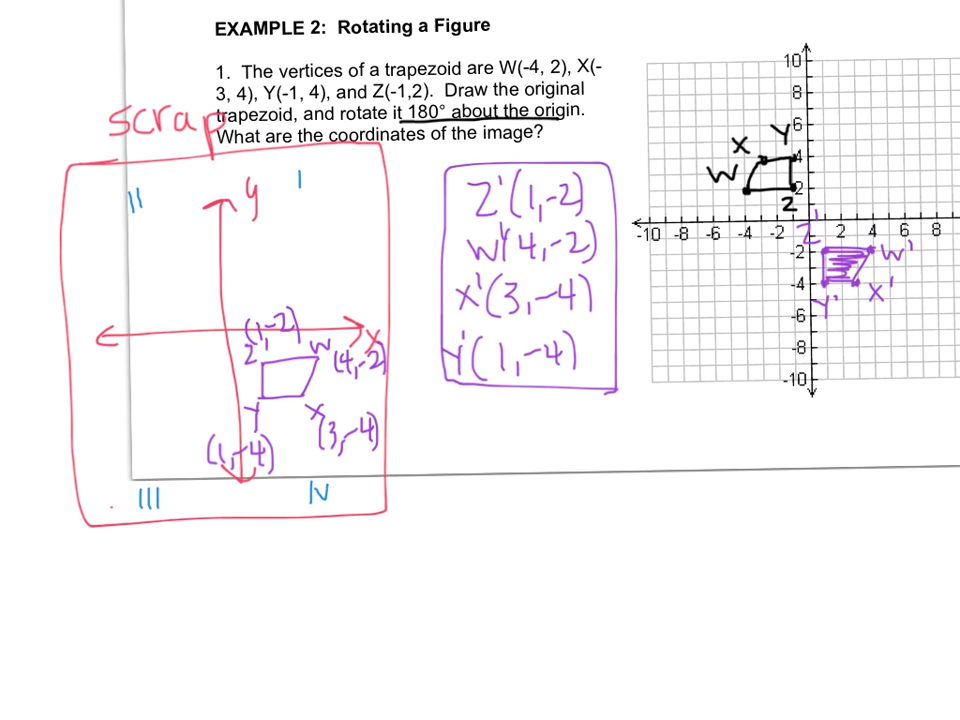 EXAMPLE 2: Rotating a Figure
1. The vertices of a trapezoid are W(-4, 2), X(-
3, 4), Y(-1, 4), and Z(-1,2). Draw the original
trapezoid, and rotate it 180° about the origin.
What are the coordinates of the image?
scrap
II
I
y
x
(1,-2)
Z
W
(4,-2)
Y
X
(1,-4)
(3,-4)
III
IV
Z'(1,-2)
W'(4,-2)
X'(3,-4)
Y'(1,-4)
10
8
6
4
2
-10 -8 -6 -4 -2 2 4 6 8
-2
-4
-6
-8
-10
W
X
Y
Z
Z'
W'
Y'
X'